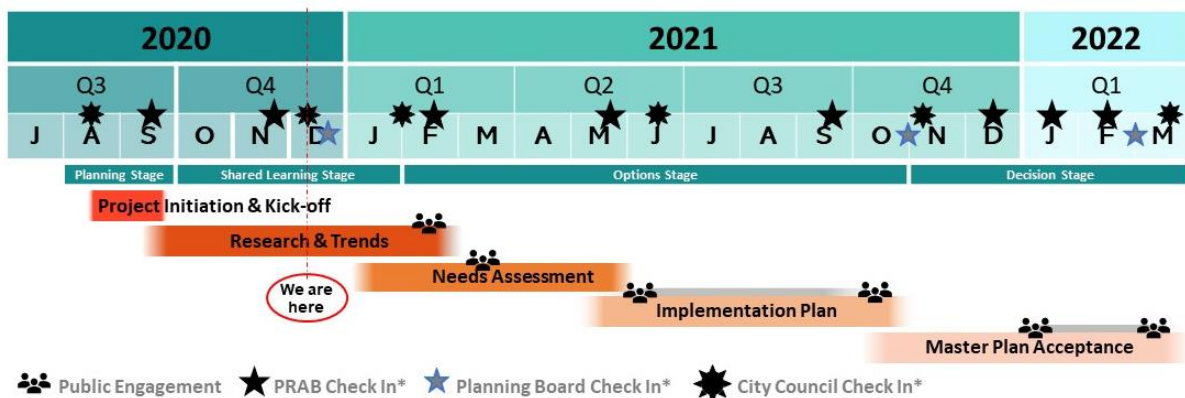 2020 2021 2022
Q3 Q4 Q1 Q2 Q3 Q4 Q1
J A S O N D J F M A M J J A S O N D J F M
Planning Stage Shared Learning Stage Options Stage Decision Stage
Project Initiation & Kick-off
Research & Trends
Needs Assessment
We are
here
Implementation Plan
Master Plan Acceptance
Public Engagement PRAB Check In* Planning Board Check In* City Council Check In*